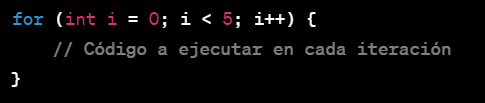 for (int i = 0; i < 5; i++) {
    // Código a ejecutar en cada iteración
}